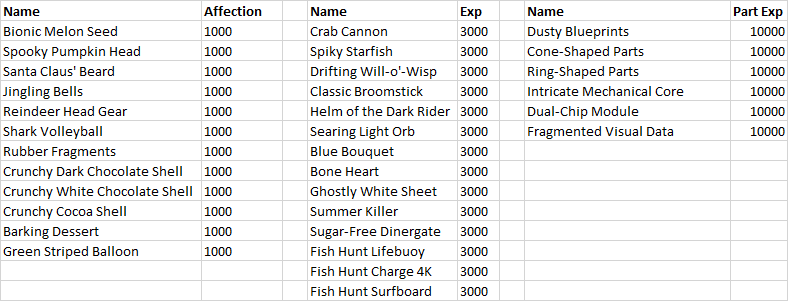 Name Affection Name Exp Name Part Exp
Bionic Melon Seed 1000 Crab Cannon 3000 Dusty Blueprints 10000
Spooky Pumpkin Head 1000 Spiky Starfish 3000 Cone-Shaped Parts 10000
Santa Claus' Beard 1000 Drifting Will-o'-Wisp 3000 Ring-Shaped Parts 10000
Jingling Bells 1000 Classic Broomstick 3000 Intricate Mechanical Core 10000
Reindeer Head Gear 1000 Helm of the Dark Rider 3000 Dual-Chip Module 10000
Shark Volleyball 1000 Searing Light Orb 3000 Fragmented Visual Data 10000
Rubber Fragments 1000 Blue Bouquet 3000
Crunchy Dark Chocolate Shell 1000 Bone Heart 3000
Crunchy White Chocolate Shell 1000 Ghostly White Sheet 3000
Crunchy Cocoa Shell 1000 Summer Killer 3000
Barking Dessert 1000 Sugar-Free Dinergate 3000
Green Striped Balloon 1000 Fish Hunt Lifebuoy 3000
Fish Hunt Charge 4K 3000
Fish Hunt Surfboard 3000